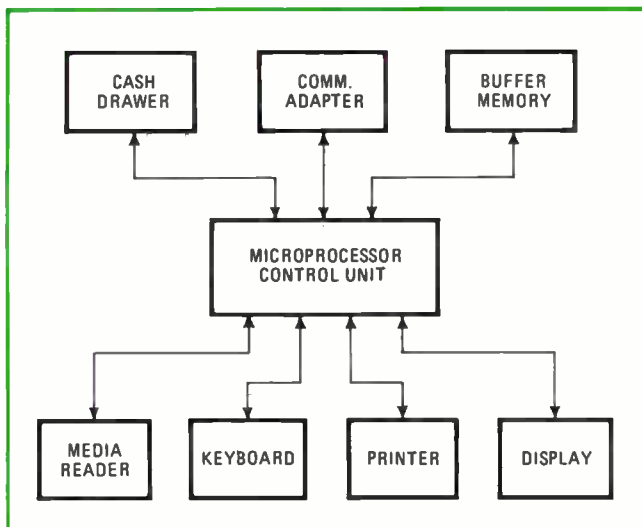 CASH
DRAWER
COMM.
ADAPTER
BUFFER
MEMORY
MICROPROCESSOR
CONTROL UNIT
MEDIA
READER
KEYBOARD
PRINTER
DISPLAY